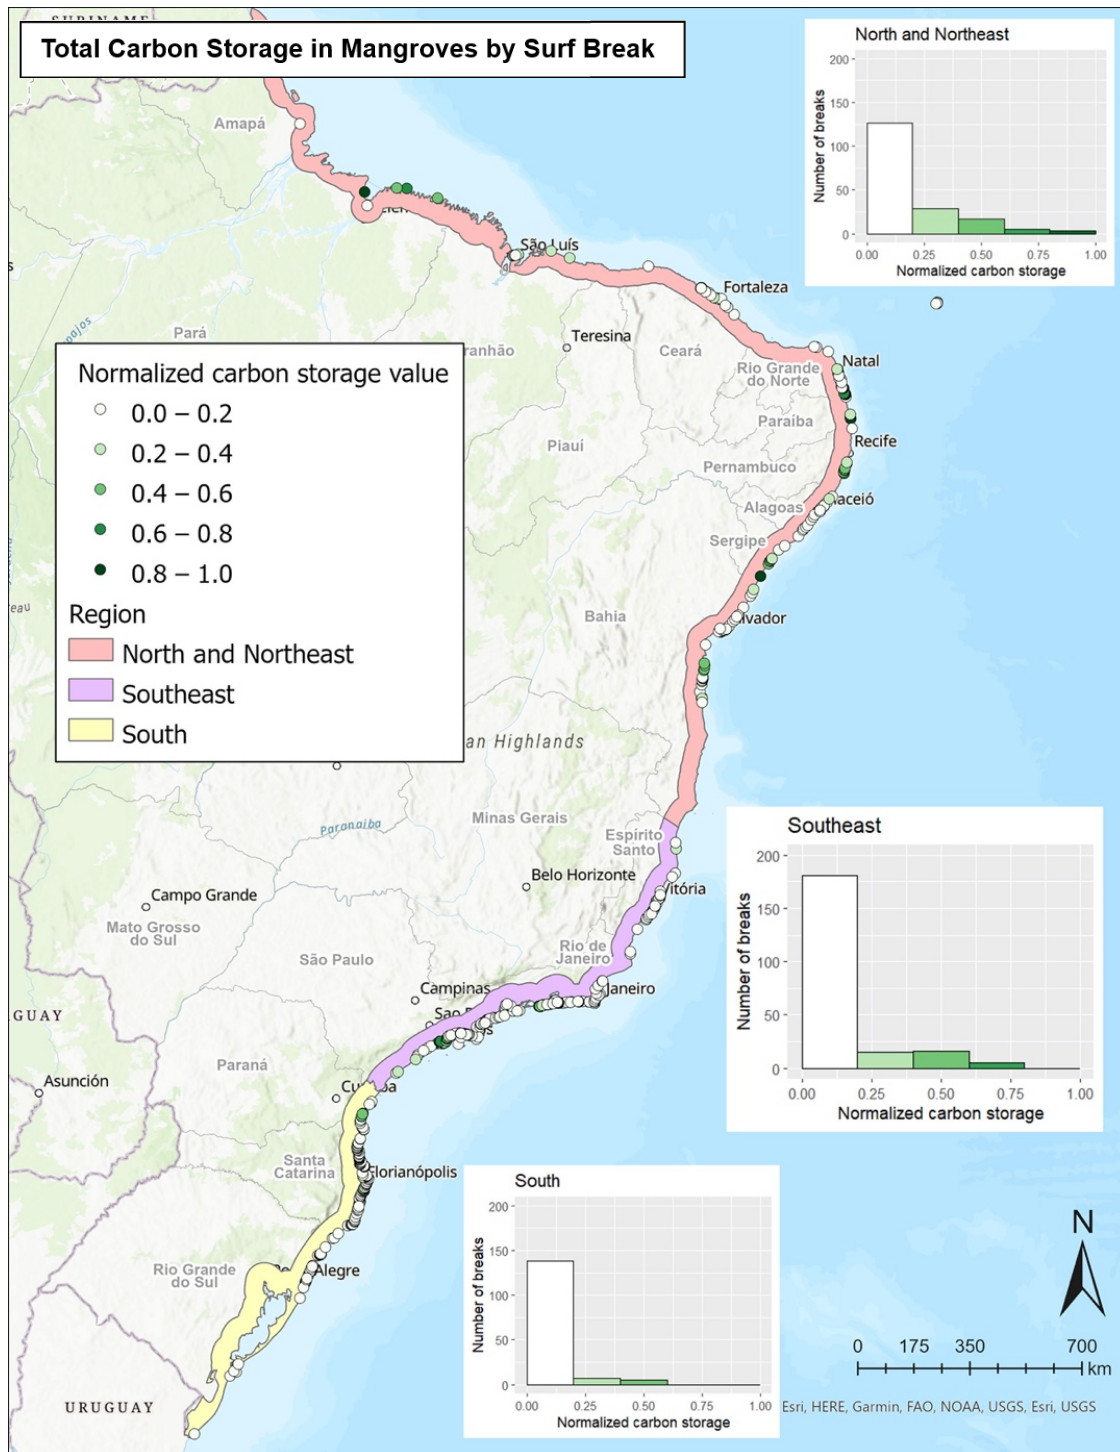 SURINAME
Total Carbon Storage in Mangroves by Surf Break
North and Northeast
Number of breaks
200
150
100
50
0
0.00 0.25 0.50 0.75 1.00
Normalized carbon storage
Amapá
São Luís
Fortaleza
Pará
Teresina
Ceará
Natal
Rio Grande
do Norte
Paraíba
Piauí
Recife
Pernambuco
Alagoas
Sergipe
Bahia
Normalized carbon storage value
0.0 – 0.2
0.2 – 0.4
0.4 – 0.6
0.6 – 0.8
0.8 – 1.0
Region
North and Northeast
Southeast
South
an Highlands
Minas Gerais
Paranaiba
Espírito
Santo
Belo Horizonte
Vitória
Campo Grande
Mato Grosso
do Sul
Rio de
Janeiro
São Paulo
Campinas
Janeiro
GUAY
Paraná
Asunción
Santa
Catarina
Florianópolis
Rio Grande
do Sul
Alegre
URUGUAY
Southeast
Number of breaks
200
150
100
50
0
0.00 0.25 0.50 0.75 1.00
Normalized carbon storage
South
Number of breaks
200
150
100
50
0
0.00 0.25 0.50 0.75 1.00
Normalized carbon storage
N
0 175 350 700
km
Esri, HERE, Garmin, FAO, NOAA, USGS, Esri, USGS